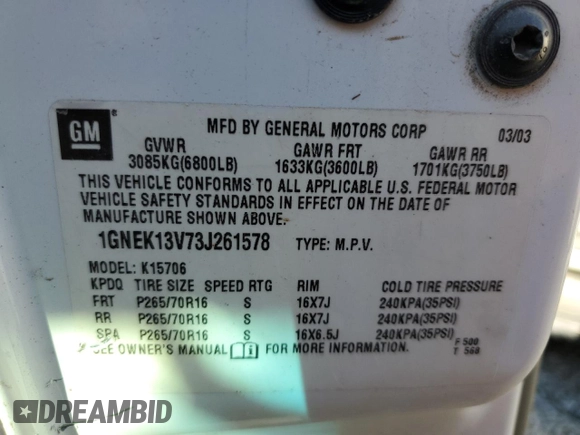 GM
®
MFD BY GENERAL MOTORS CORP 03/03
GVWR GAWR FRT GAWR RR
3085KG(6800LB) 1633KG(3600LB) 1701KG(3750LB)
THIS VEHICLE CONFORMS TO ALL APPLICABLE U.S. FEDERAL MOTOR
VEHICLE SAFETY STANDARDS IN EFFECT ON THE DATE OF
MANUFACTURE SHOWN ABOVE.
1GNEK13V73J261578 TYPE: M.P.V.
MODEL: K15706
KPDQ TIRE SIZE SPEED RTG RIM COLD TIRE PRESSURE
FRT P265/70R16 S 16X7J 240KPA(35PSI)
RR P265/70R16 S 16X7J 240KPA(35PSI)
SPA P265/70R16 S 16X6.5J 240KPA(35PSI)
SEE OWNER'S MANUAL FOR MORE INFORMATION.
F 500
T 568
DREAMBID